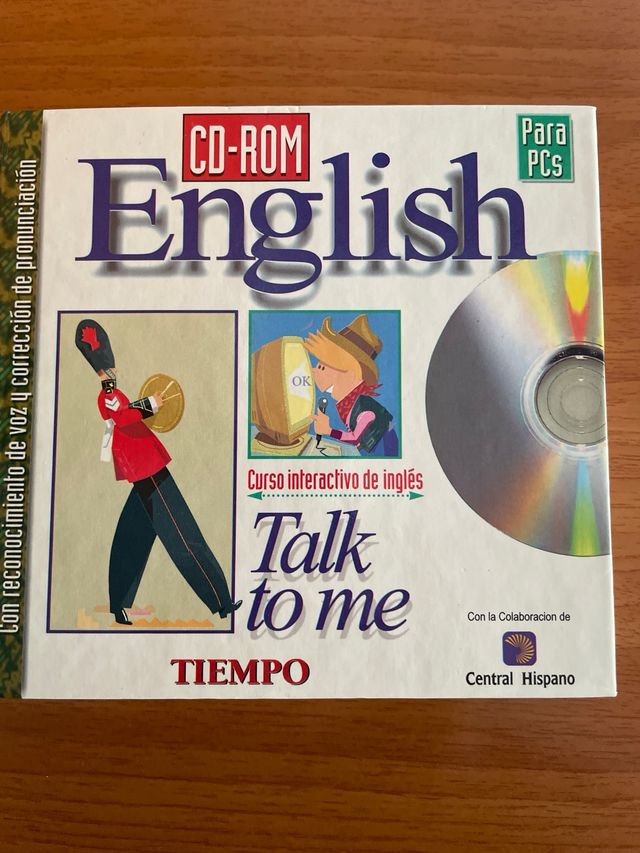 Con reconocimiento de voz y corrección de pronunciación
CD-ROM
Para
PCs
English
OK
Curso interactivo de inglés
Talk
to me
TIEMPO
Con la Colaboracion de
Central Hispano